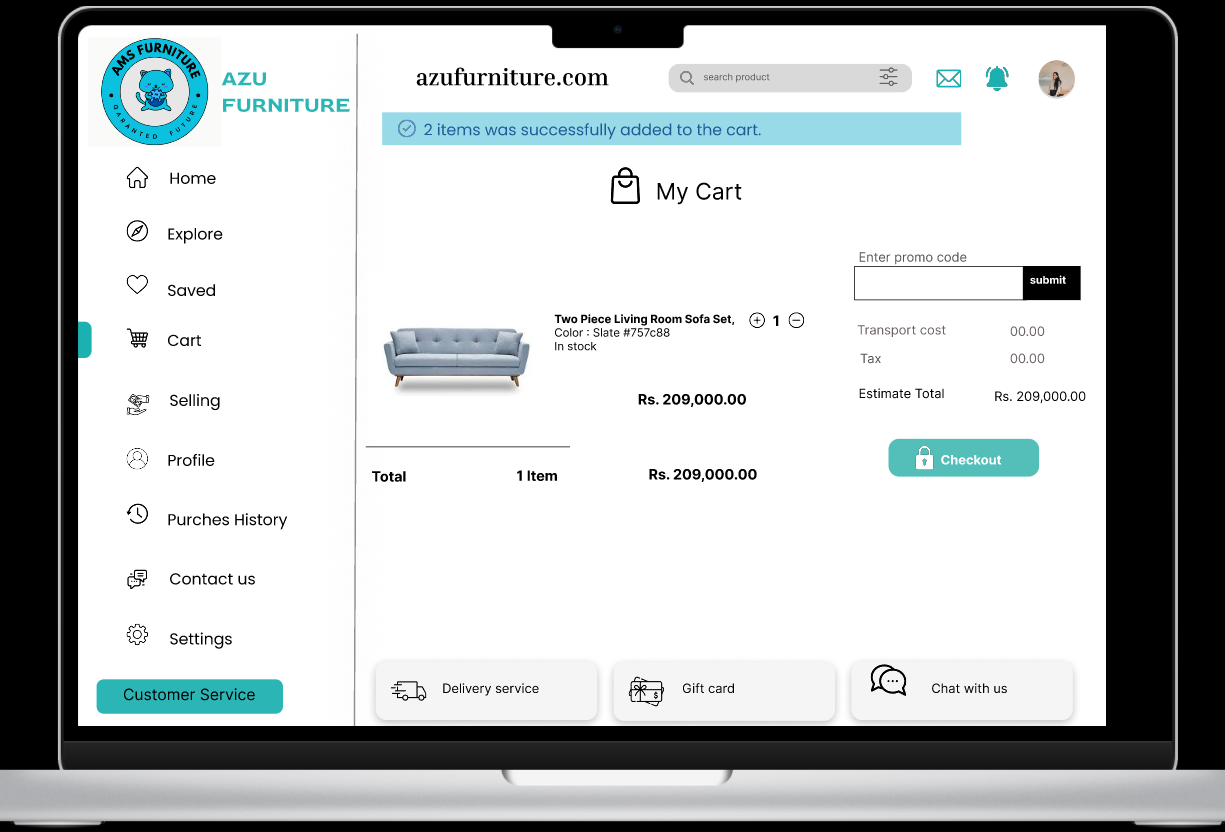 AMS FURNITURE
QARANTED FUTURE
AZU
FURNITURE
Home
Explore
Saved
Cart
Selling
Profile
Purches History
Contact us
Settings
Customer Service
azufurniture.com
search product
2 items was successfully added to the cart.
My Cart
Two Piece Living Room Sofa Set,
Color : Slate #757c88
In stock
1
Rs. 209,000.00
Total 1 Item Rs. 209,000.00
Enter promo code
submit
Transport cost 00.00
Tax 00.00
Estimate Total Rs. 209,000.00
Checkout
Delivery service
Gift card
Chat with us